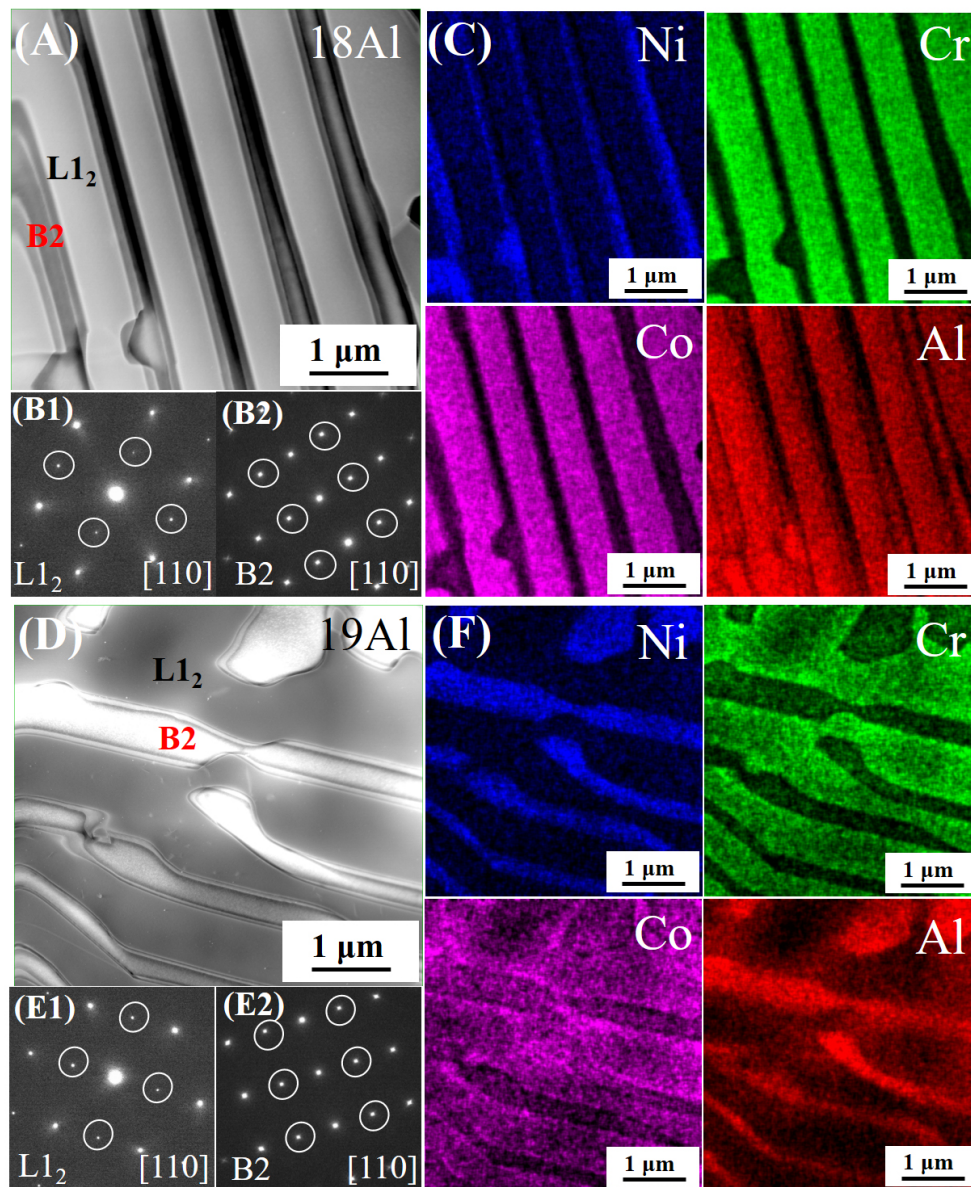 (A) 18Al
L1₂
B2
1 μm
(B1) (B2)
L1₂ [110] B2 [110]
(C) Ni Cr
1 μm 1 μm
Co Al
1 μm 1 μm
(D) 19Al
L1₂
B2
1 μm
(E1) (E2)
L1₂ [110] B2 [110]
(F) Ni Cr
1 μm 1 μm
Co Al
1 μm 1 μm